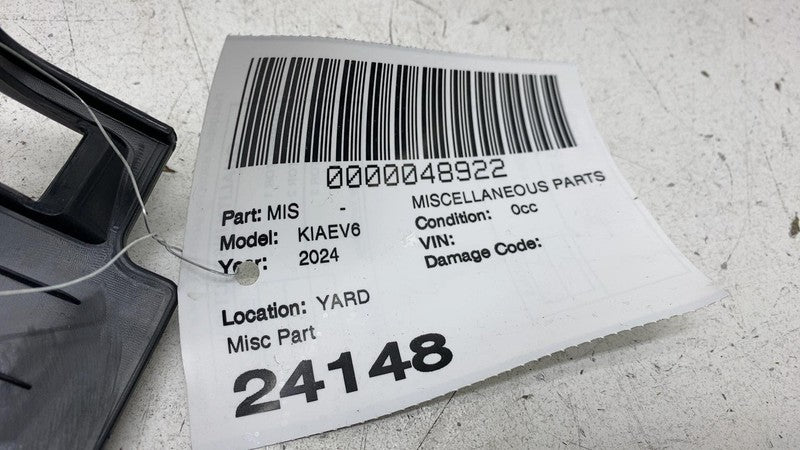 0000048922
Part: MIS - MISCELLANEOUS PARTS
Model: KIAEV6 Condition: 0cc
Year: 2024 VIN:
Damage Code:
Location: YARD
Misc Part
24148